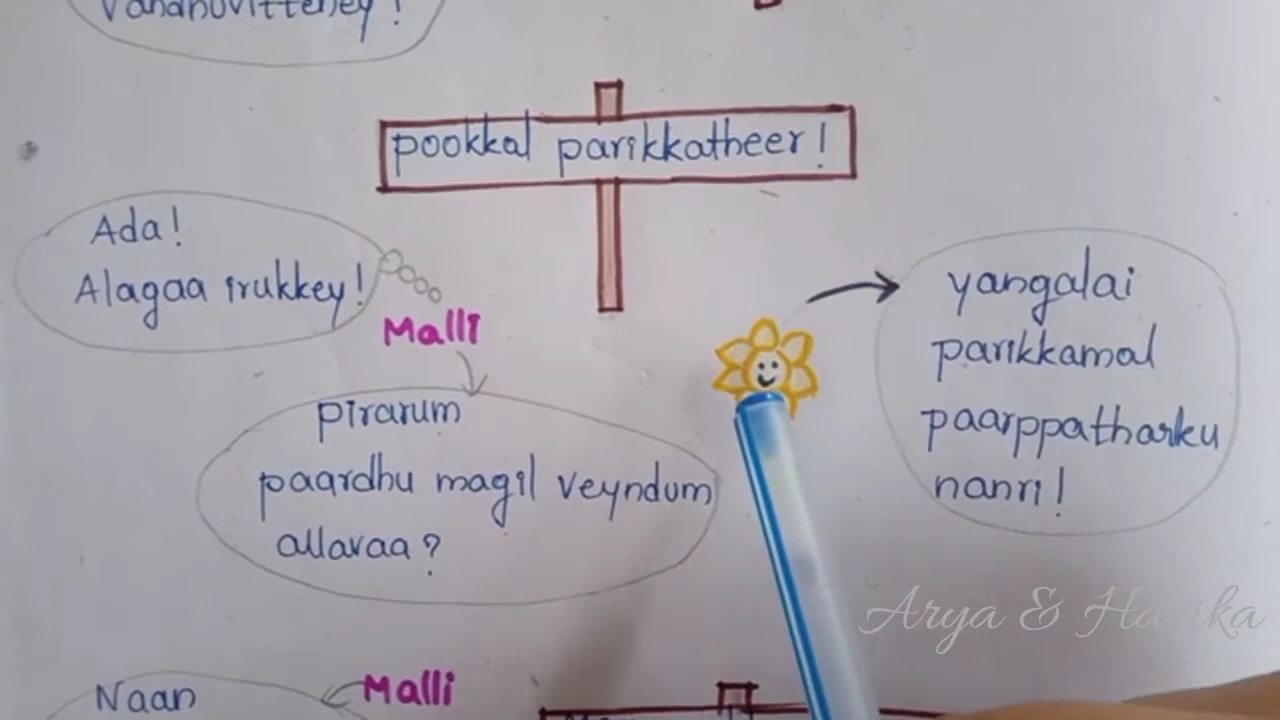 Vandhuvitteney !
pookkal parikkatheer !
Ada !
Alagaa irukkey !
Malli
yangalai
parikkamal
paarppatharku
nanri !
pirarum
paardhu magil veyndum
allavaa ?
Arya & Harika
Malli
Naan